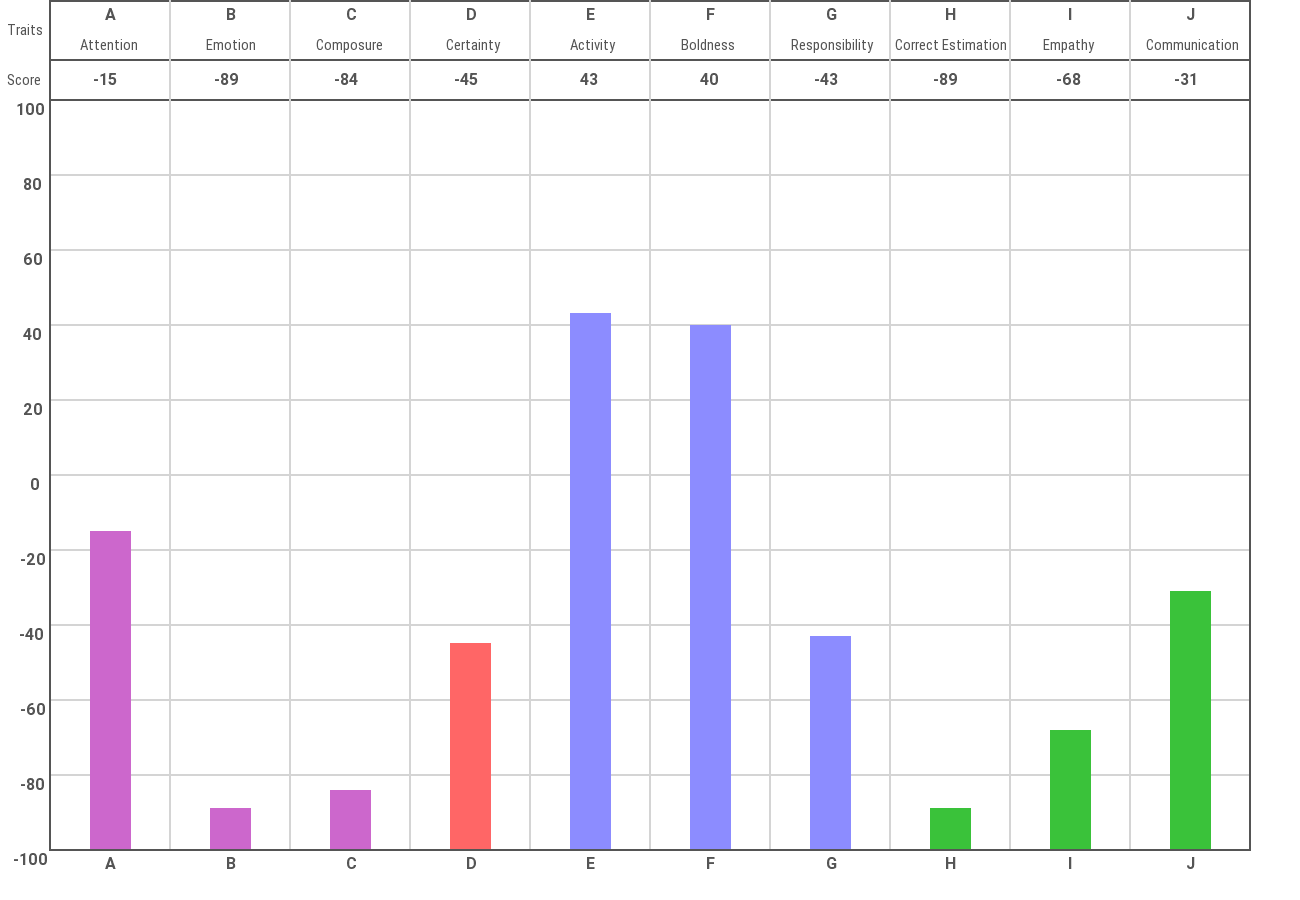 A B C D E F G H I J
Traits
Attention Emotion Composure Certainty Activity Boldness Responsibility Correct Estimation Empathy Communication
Score -15 -89 -84 -45 43 40 -43 -89 -68 -31
100
80
60
40
20
0
-20
-40
-60
-80
-100
A B C D E F G H I J